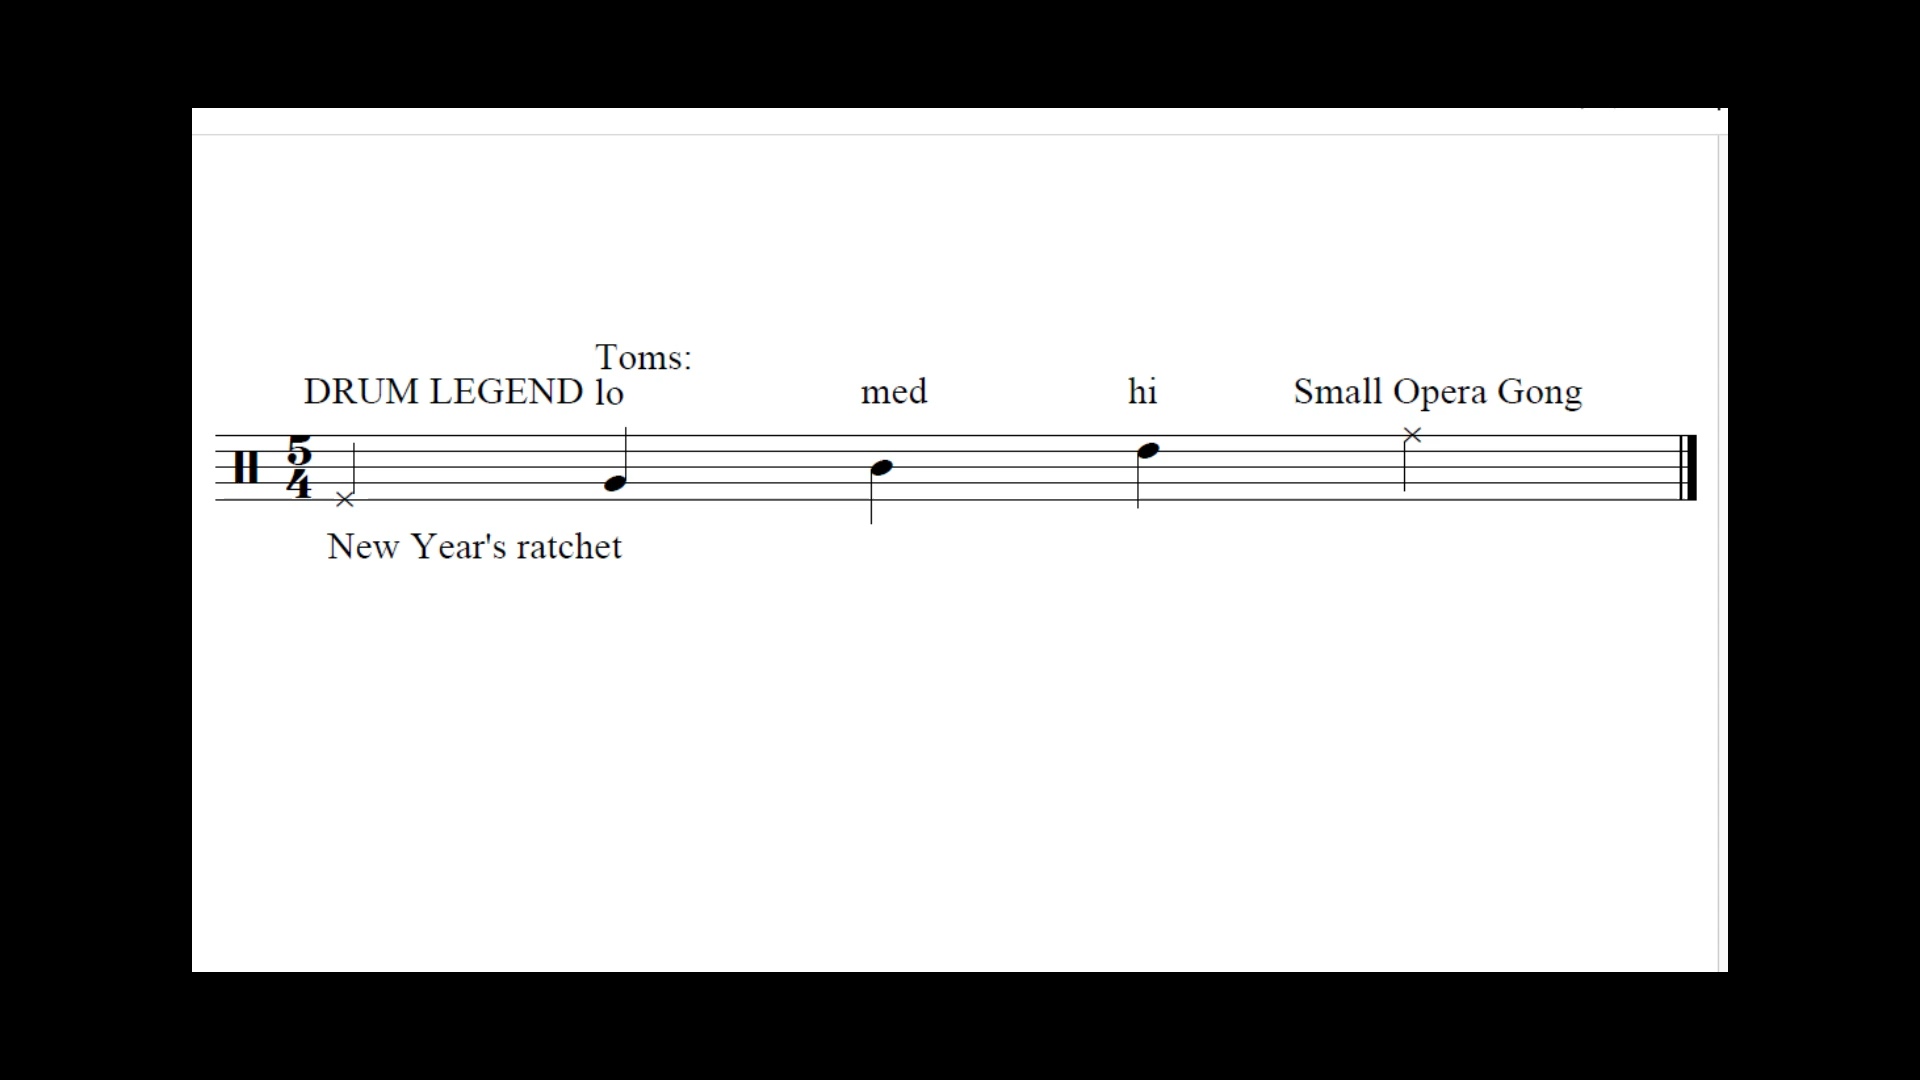 Toms:
DRUM LEGEND lo med hi Small Opera Gong
5
4
New Year's ratchet